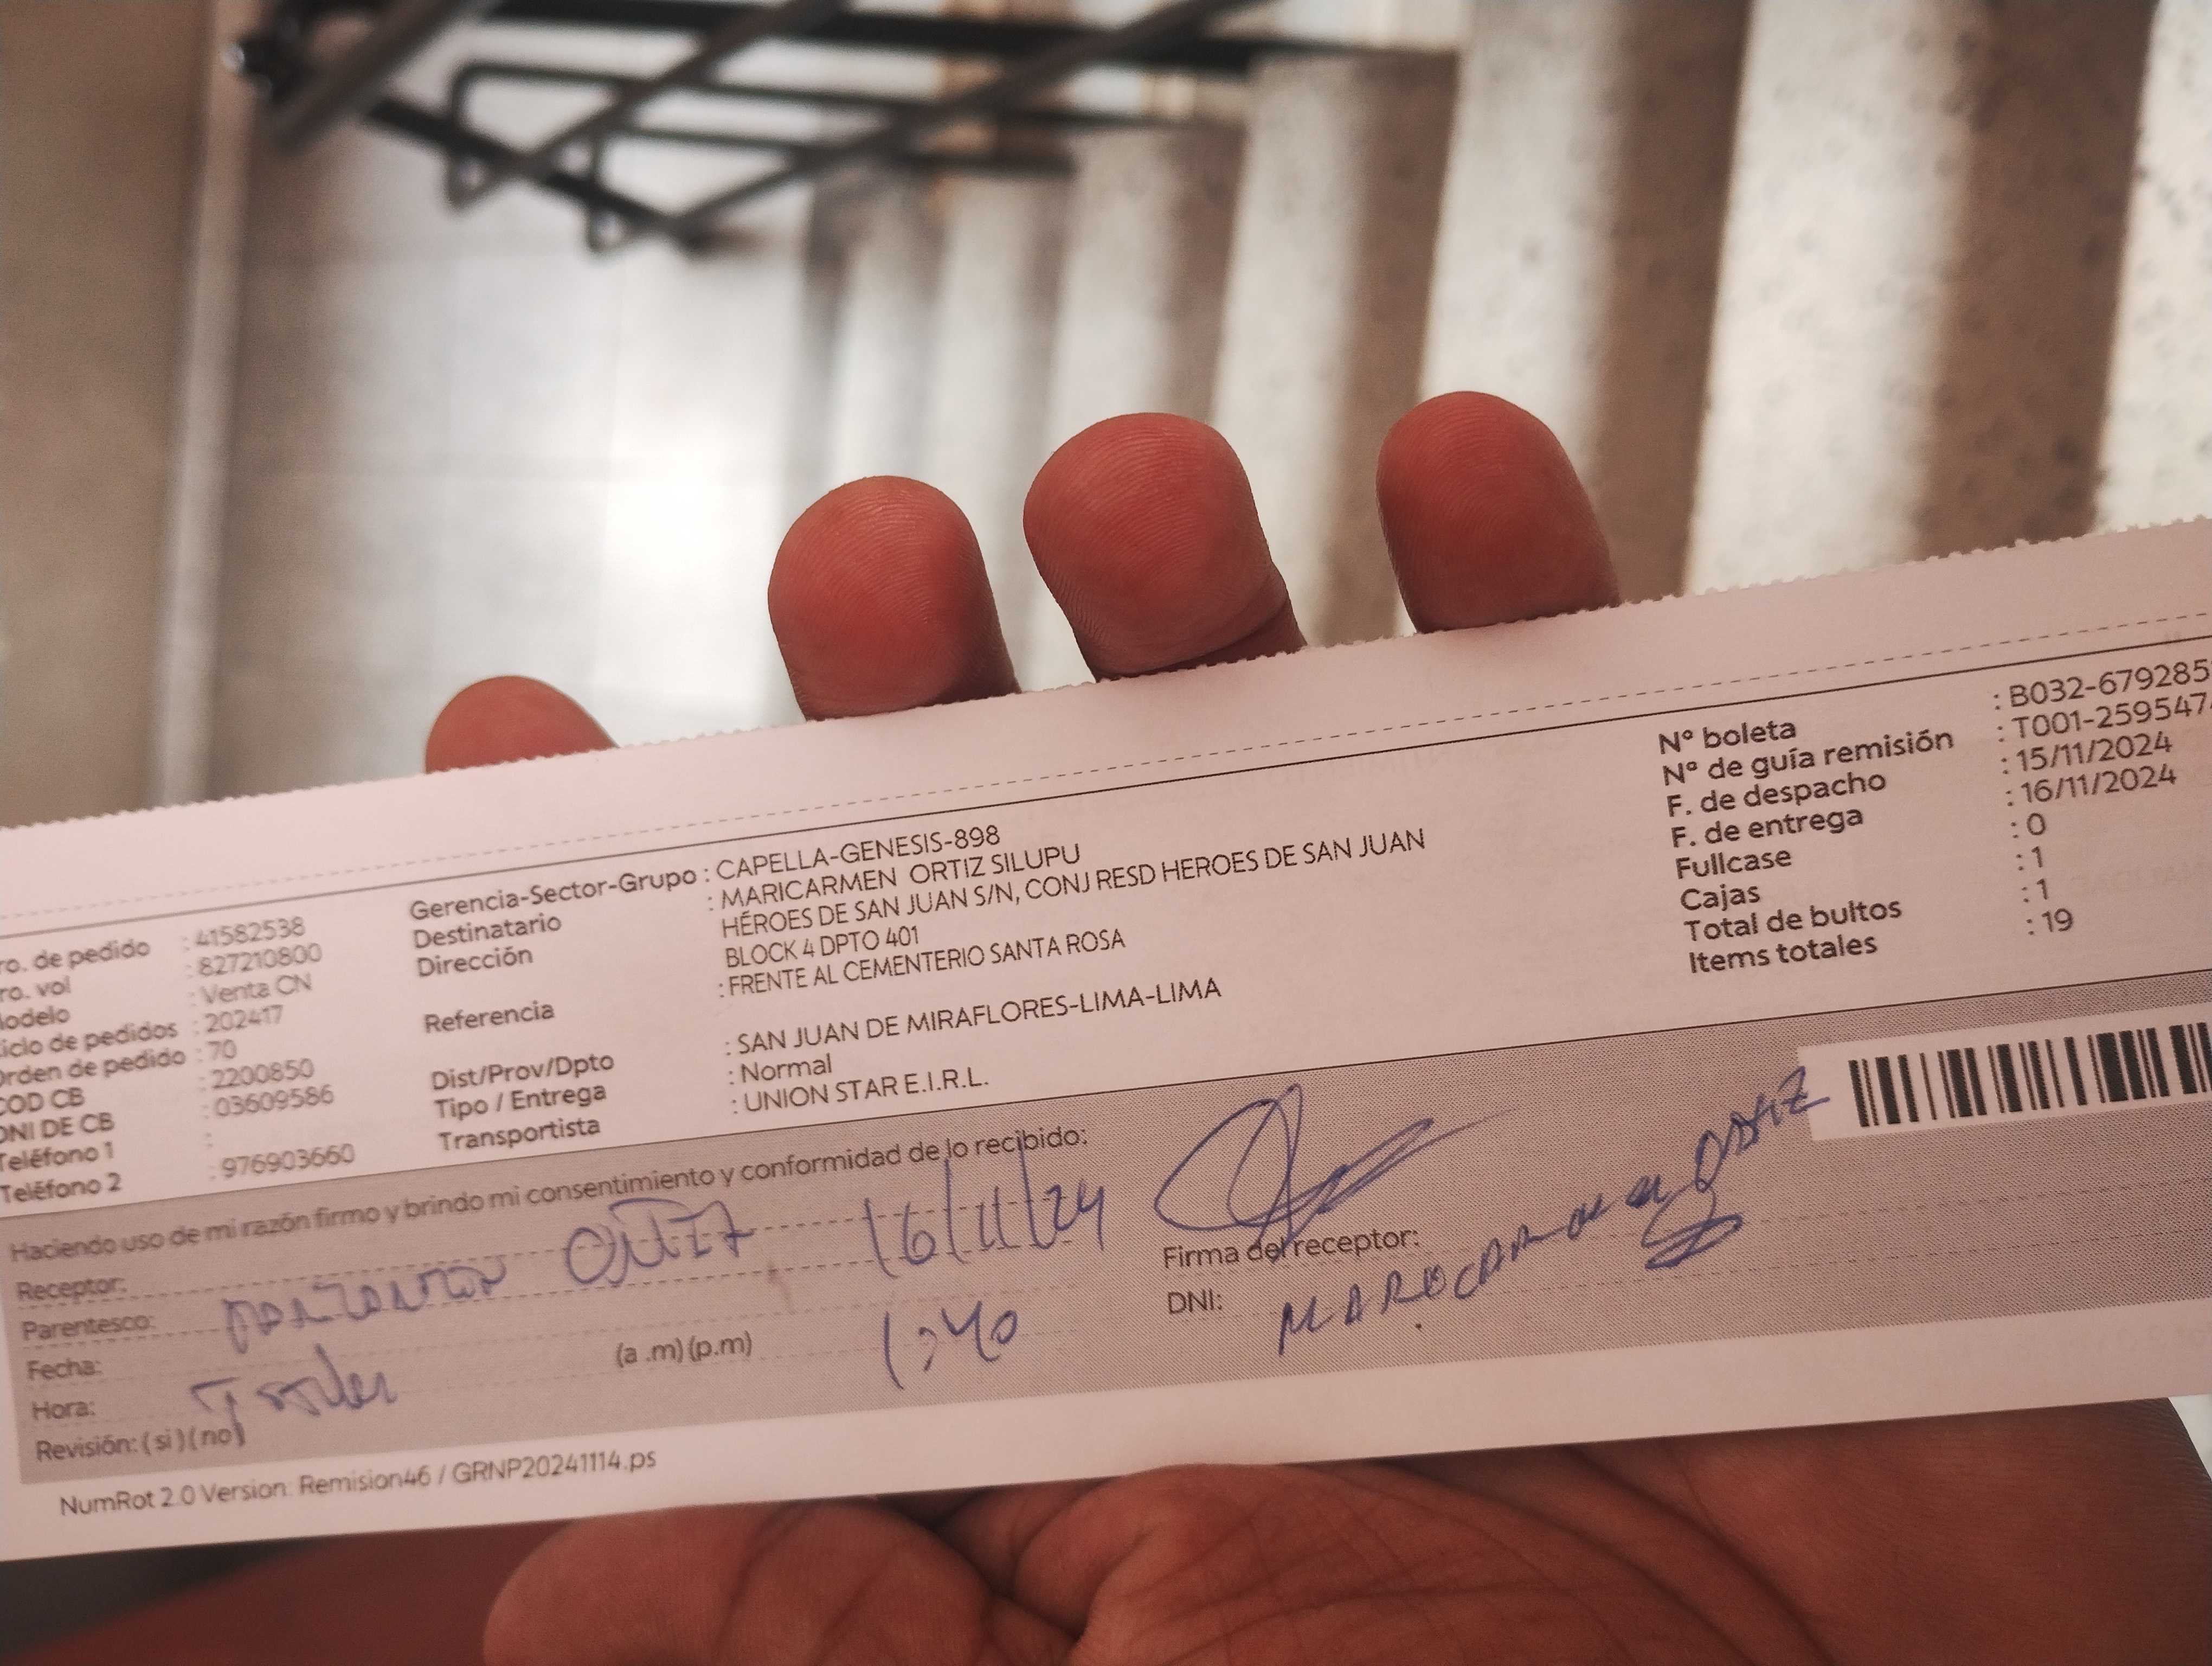 ro. de pedido : 41582538
ro. vol : 827210800
lodelo : Venta CN
iclo de pedidos : 202417
Orden de pedido : 70
COD CB : 2200850
DNI DE CB : 03609586
Teléfono 1 :
Teléfono 2 : 976903660
Gerencia-Sector-Grupo : CAPELLA-GENESIS-898
Destinatario : MARICARMEN ORTIZ SILUPU
Dirección HÉROES DE SAN JUAN S/N, CONJ RESD HEROES DE SAN JUAN
BLOCK 4 DPTO 401
Referencia : FRENTE AL CEMENTERIO SANTA ROSA
Dist/Prov/Dpto : SAN JUAN DE MIRAFLORES-LIMA-LIMA
Tipo / Entrega : Normal
Transportista : UNION STAR E.I.R.L.
N° boleta : B032-679285
N° de guía remisión : T001-259547
F. de despacho : 15/11/2024
F. de entrega : 16/11/2024
Fullcase : 0
Cajas : 1
Total de bultos : 1
Items totales : 19
Haciendo uso de mi razón firmo y brindo mi consentimiento y conformidad de lo recibido:
Receptor: ORTIZ 16/11/24
Parentesco:
Fecha:
Hora: (a .m) (p.m) 1:40
Revisión: ( si ) ( no)
Firma del receptor:
DNI: ORTIZ
NumRot 2.0 Version: Remision46 / GRNP20241114.ps